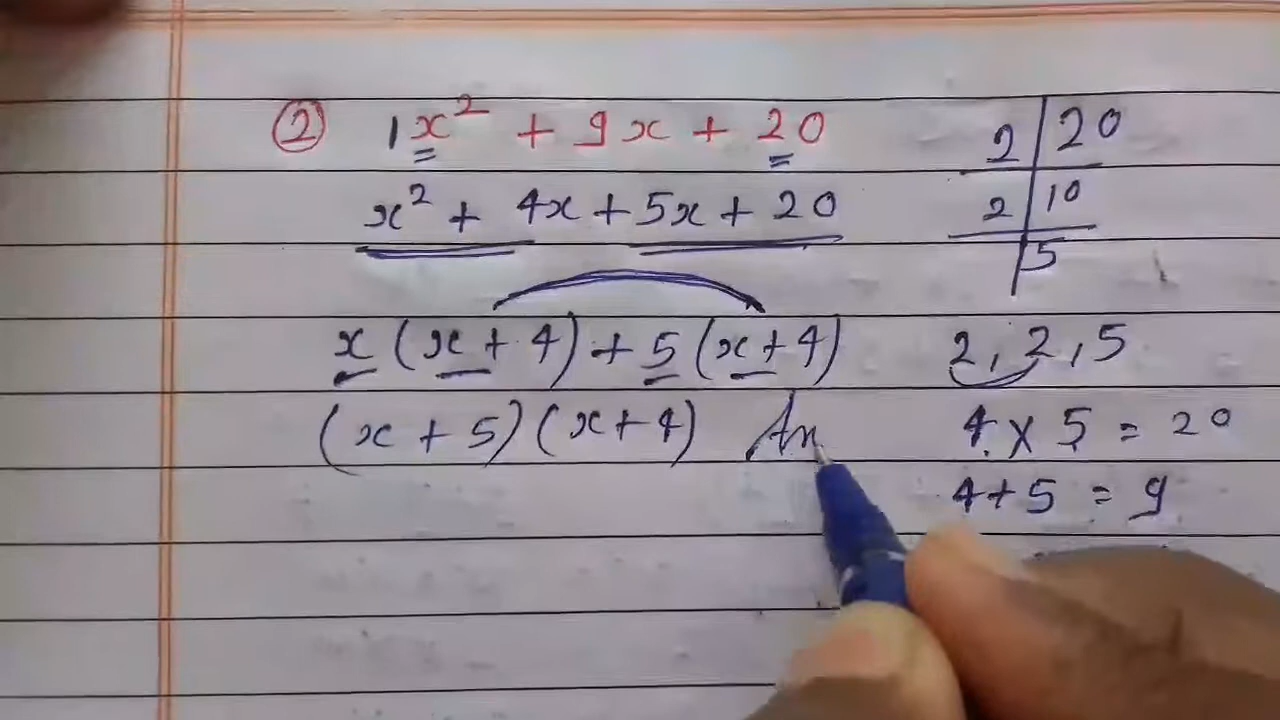 ② 1x² + 9x + 20
x² + 4x + 5x + 20
x (x + 4) + 5 (x + 4)
(x + 5) (x + 4) An
2 | 20
2 | 10
| 5
2, 2, 5
4 × 5 = 20
4 + 5 = 9